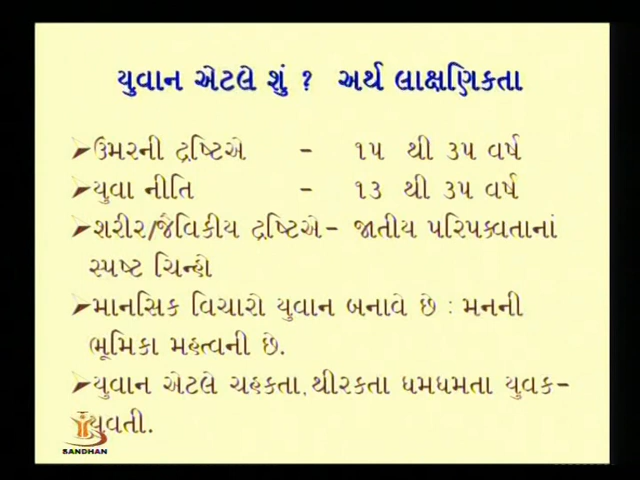 યુવાન એટલે શું ? અર્થ લાક્ષણિકતા
➤ઉમરની દ્રષ્ટિએ - ૧૫ થી ૩૫ વર્ષ
➤યુવા નીતિ - ૧૩ થી ૩૫ વર્ષ
➤શરીર/જૈવિકીય દ્રષ્ટિએ- જાતીય પરિપક્વતાનાં
સ્પષ્ટ ચિન્હો
➤માનસિક વિચારો યુવાન બનાવે છે : મનની
ભૂમિકા મહત્વની છે.
➤યુવાન એટલે ચહકતા,થીરકતા ધમધમતા યુવક-
યુવતી.
SANDHAN